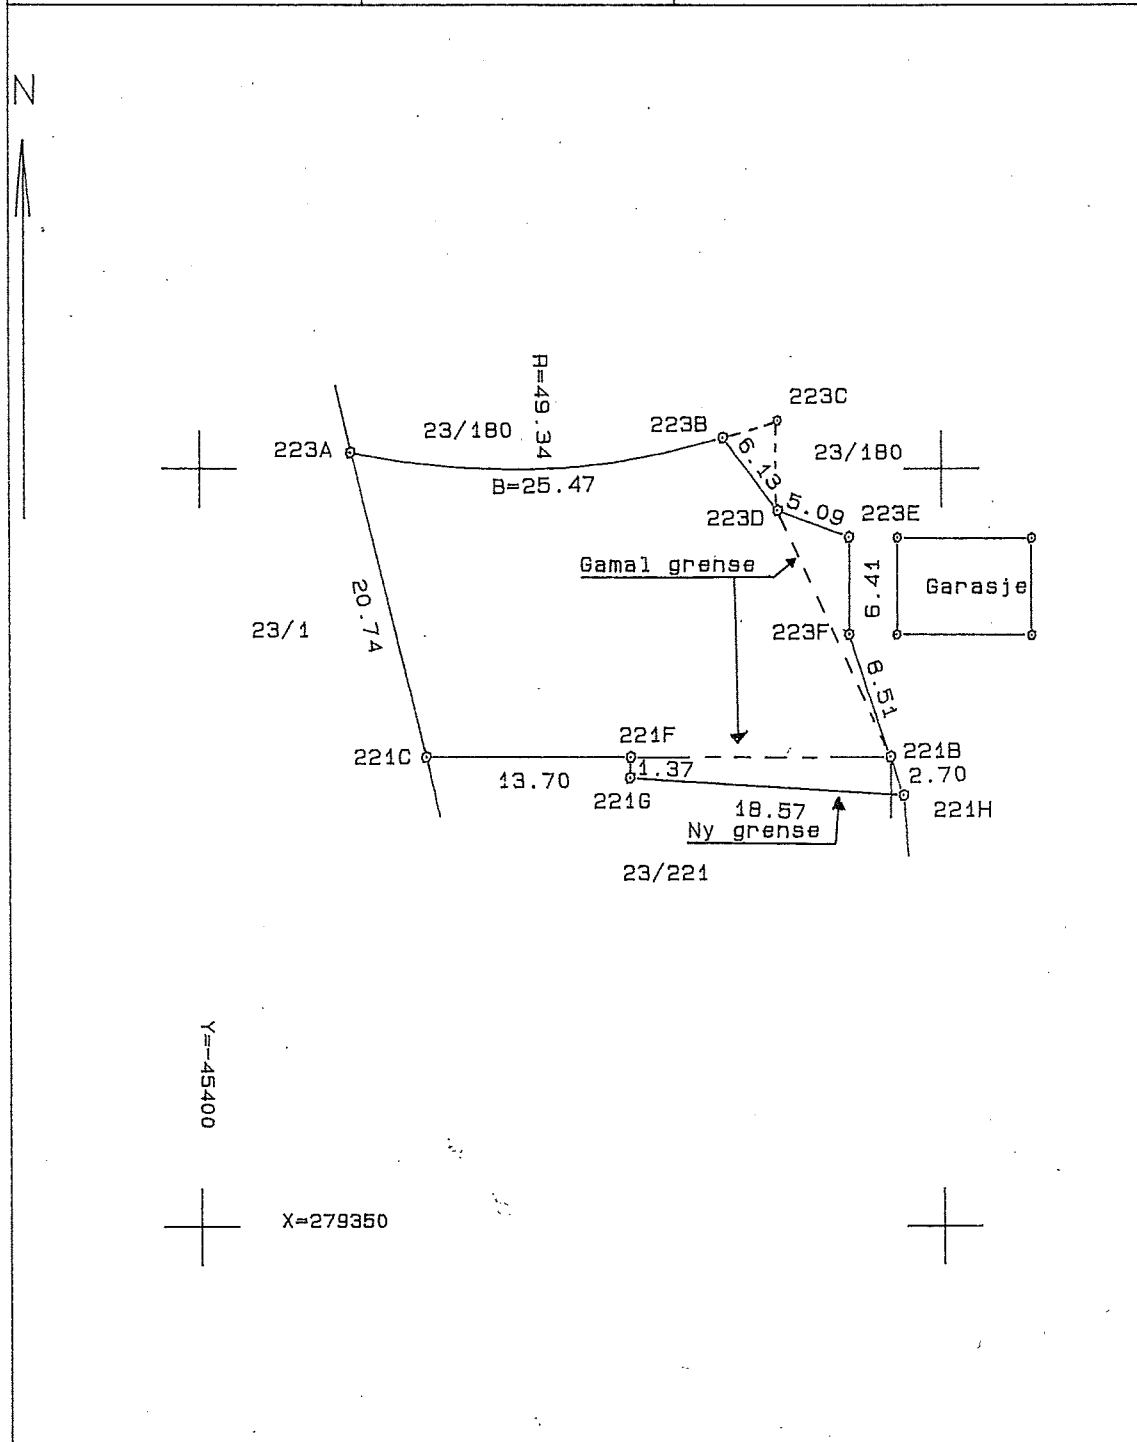 N
R=49.34
223C
223B
23/180
223A
23/180
6.13
B=25.47
5.09
223D
223E
Gamal grense
6.41
Garasje
20.74
23/1
223F
8.51
221F
221B
221C
1.37
2.70
13.70
221G
18.57
221H
Ny grense
23/221
Y=-45400
X=279350